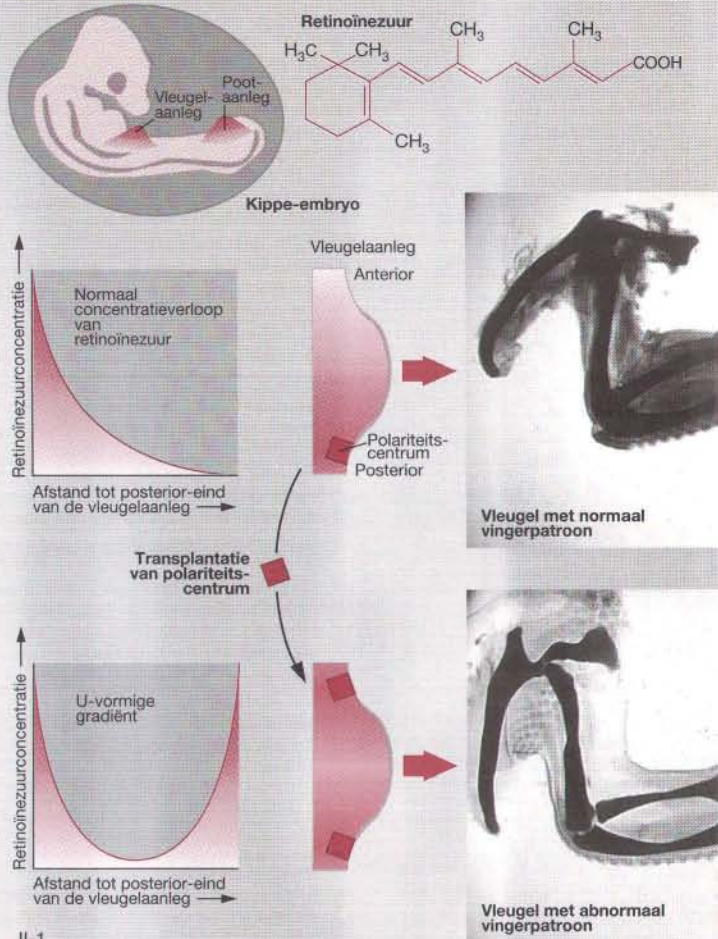 Retinoïnezuur
H₃C
CH₃
CH₃
CH₃
COOH
CH₃
Vleugel-
aanleg
Poot-
aanleg
Kippe-embryo
Retinoïnezuurconcentratie
Normaal
concentratieverloop
van
retinoïnezuur
Afstand tot posterior-eind
van de vleugelaanleg
Vleugelaanleg
Anterior
Polariteits-
centrum
Posterior
Vleugel met normaal
vingerpatroon
Transplantatie
van polariteits-
centrum
Retinoïnezuurconcentratie
U-vormige
gradiënt
Afstand tot posterior-eind
van de vleugelaanleg
Vleugel met abnormaal
vingerpatroon